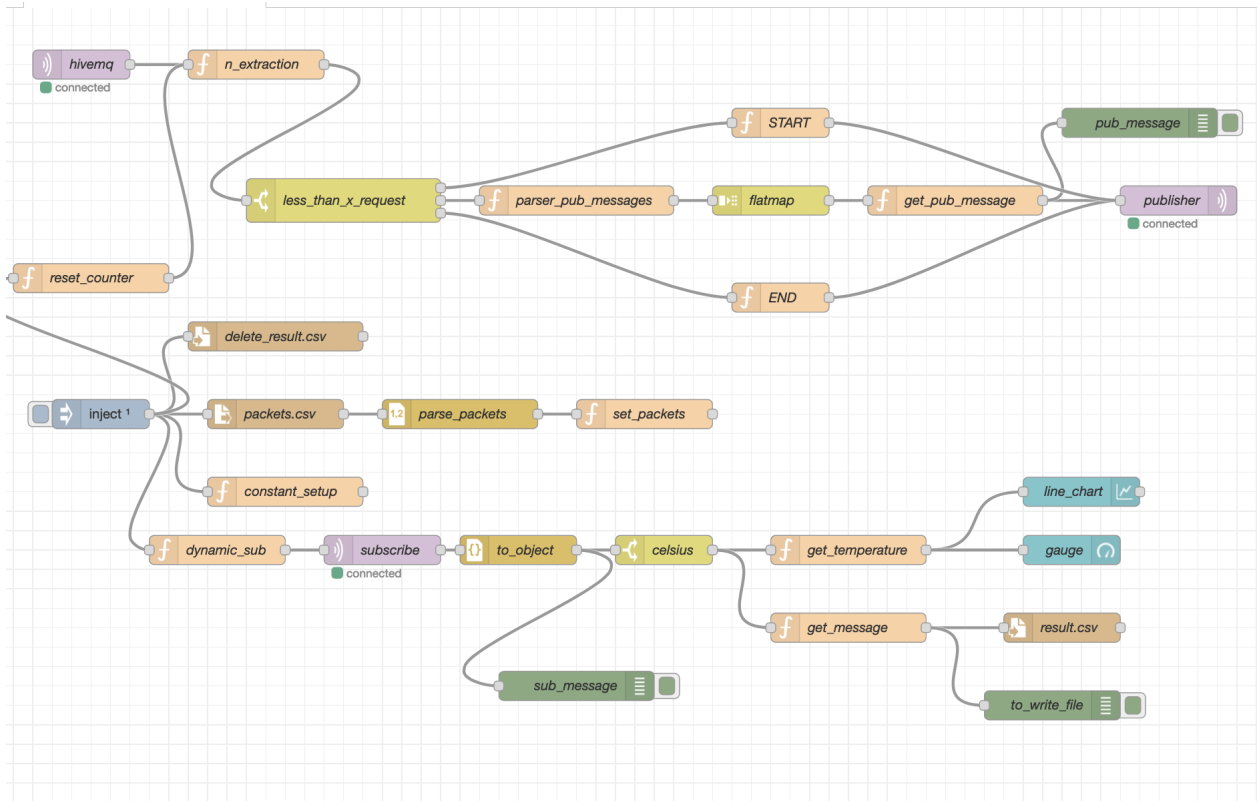 hivemq
connected
n_extraction
START
pub_message
less_than_x_request
parser_pub_messages
flatmap
get_pub_message
publisher
connected
reset_counter
END
delete_result.csv
inject ¹
packets.csv
1,2
parse_packets
set_packets
constant_setup
line_chart
dynamic_sub
subscribe
connected
to_object
celsius
get_temperature
gauge
get_message
result.csv
sub_message
to_write_file